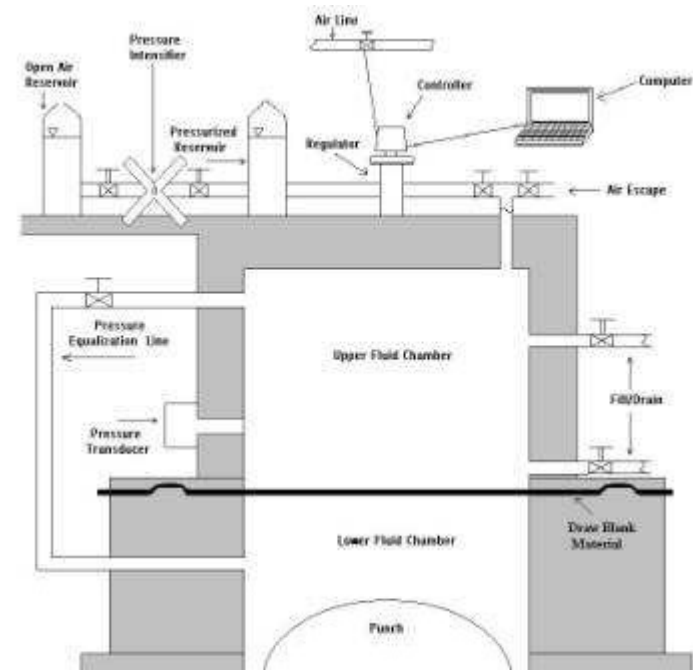 Air Line
Pressure
Intensifier
Open Air
Reservoir
Controller
Computer
Pressurized
Reservoir
Regulator
Air Escape
Pressure
Equalization Line
Upper Fluid Chamber
Fill/Drain
Pressure
Transducer
Draw Blank
Material
Lower Fluid Chamber
Punch